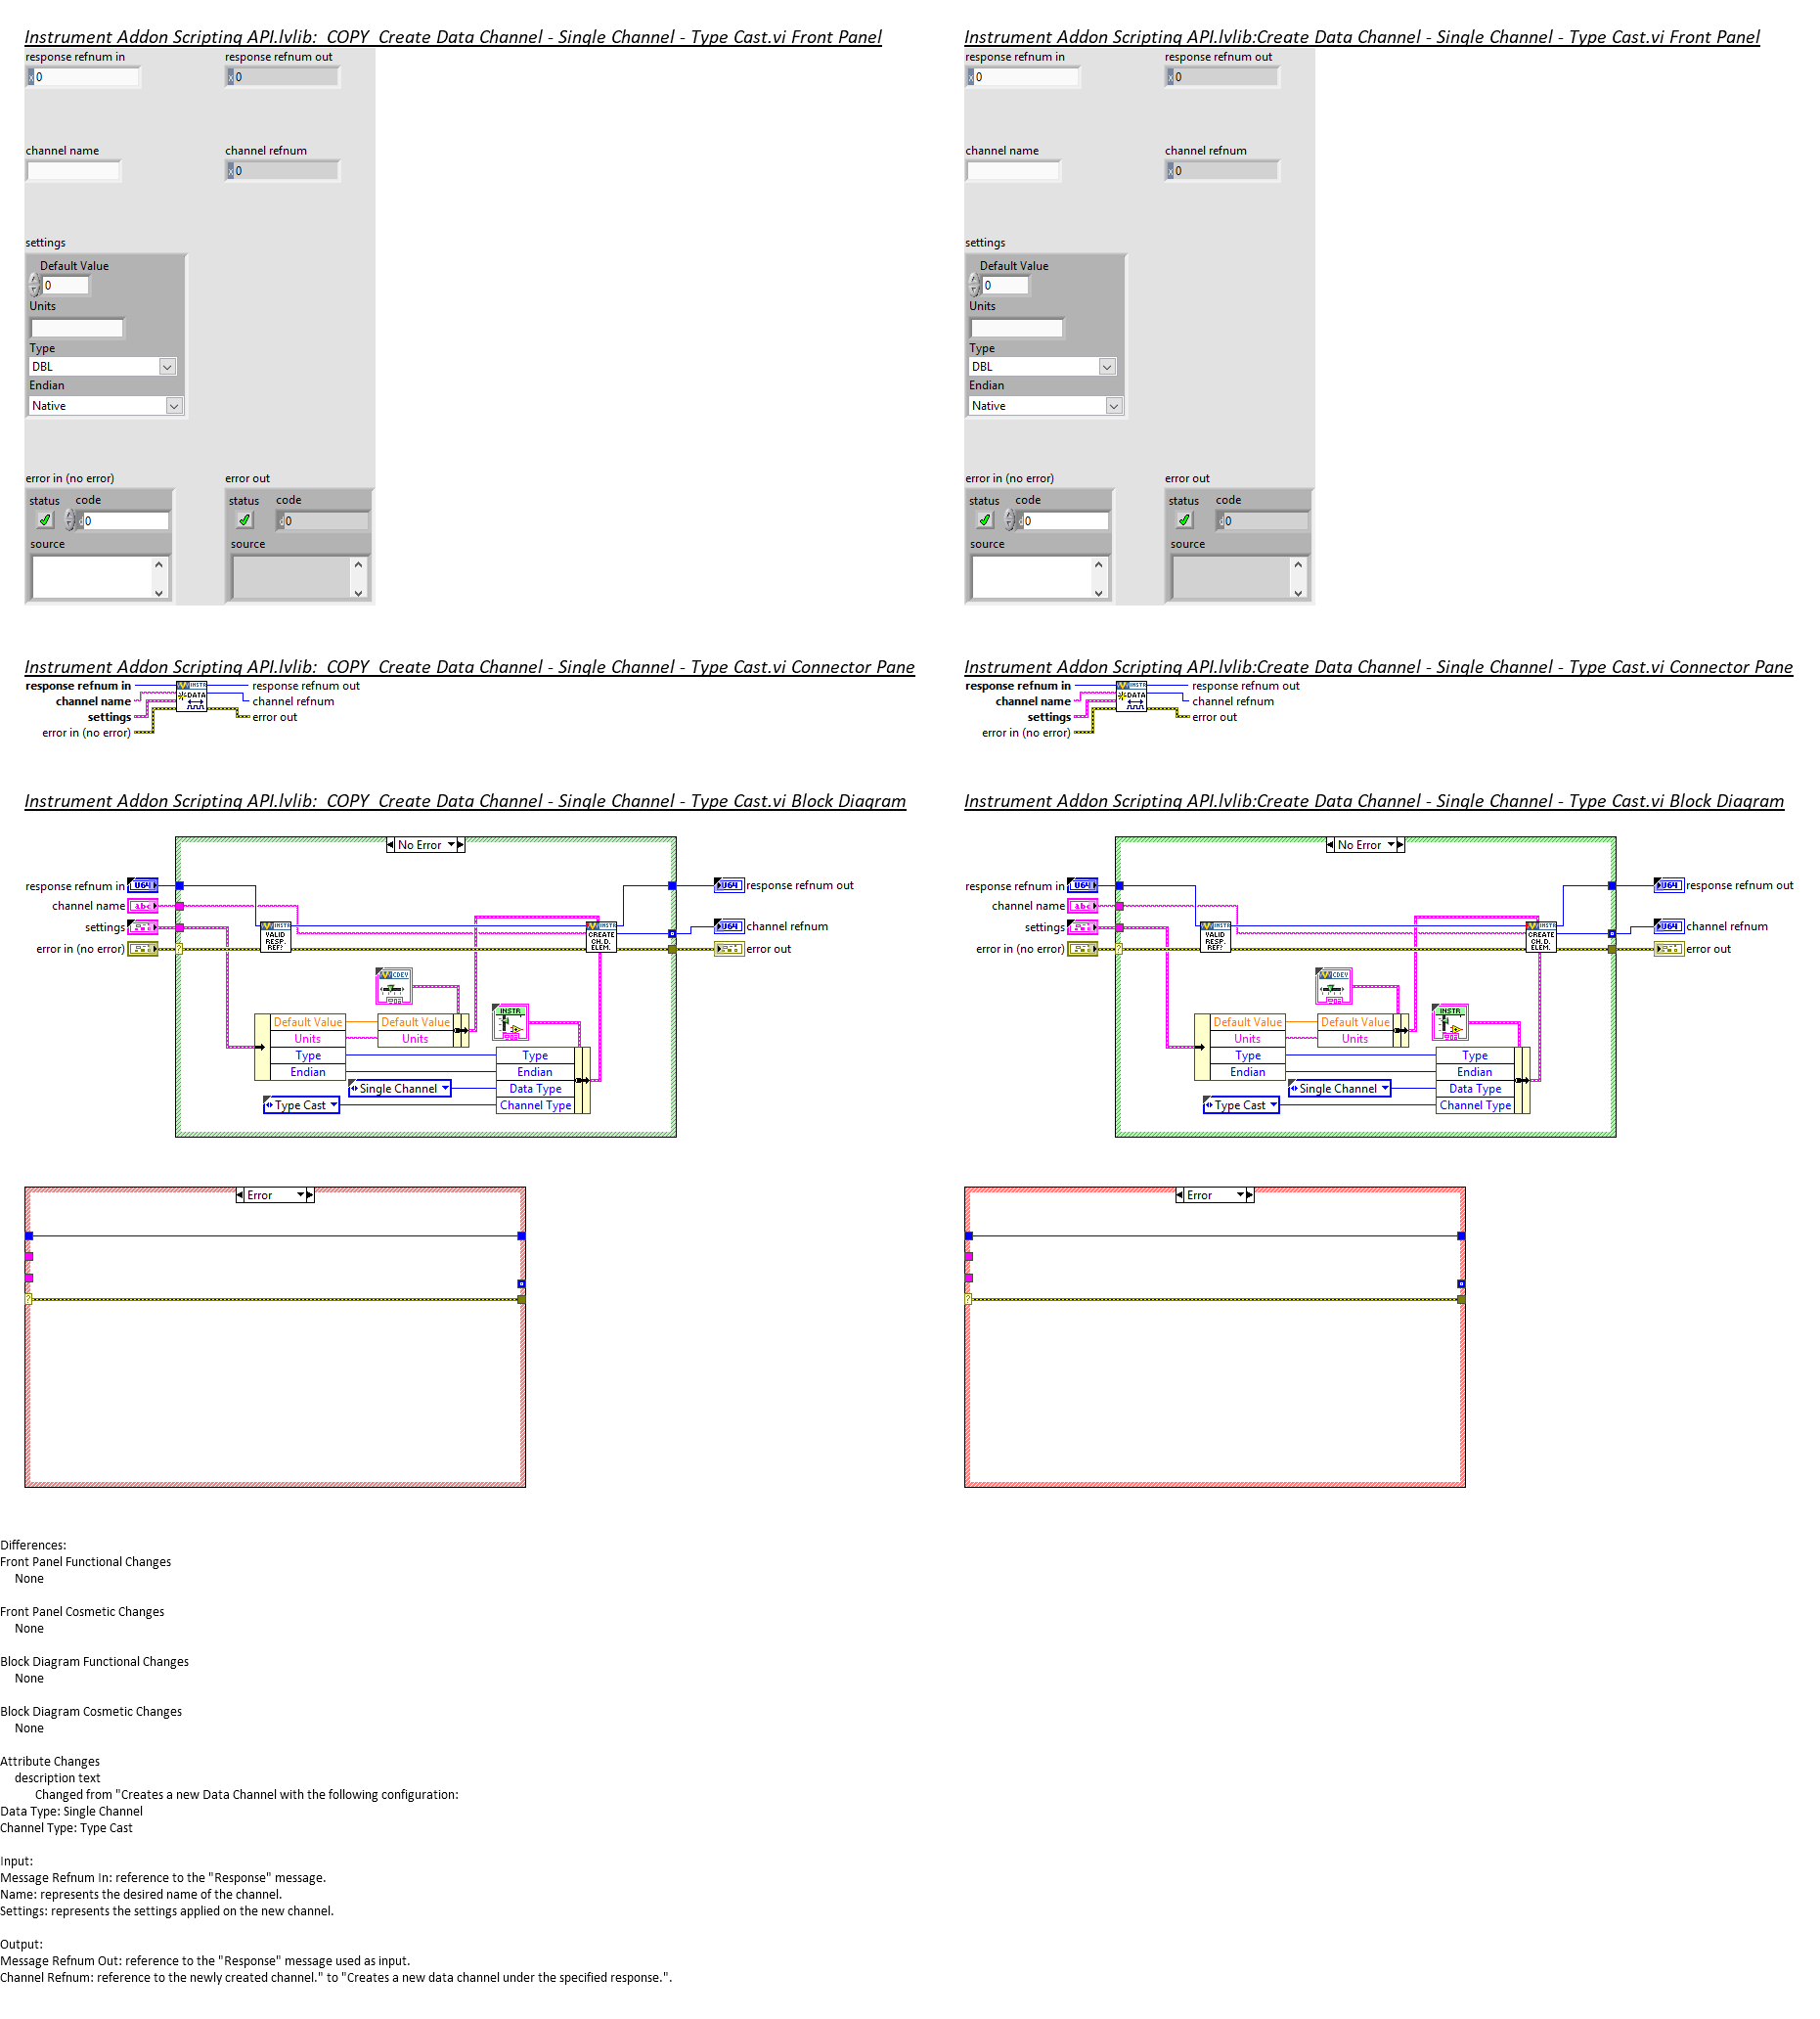 Instrument Addon Scripting API.lvlib:  COPY  Create Data Channel - Single Channel - Type Cast.vi Front Panel
response refnum in
response refnum out
x 0
x 0
channel name
channel refnum
x 0
settings
Default Value
0
Units
Type
DBL
Endian
Native
error in (no error)
error out
status
code
status
code
d 0
d 0
source
source
Instrument Addon Scripting API.lvlib:Create Data Channel - Single Channel - Type Cast.vi Front Panel
response refnum in
response refnum out
x 0
x 0
channel name
channel refnum
x 0
settings
Default Value
0
Units
Type
DBL
Endian
Native
error in (no error)
error out
status
code
status
code
d 0
d 0
source
source
Instrument Addon Scripting API.lvlib:  COPY  Create Data Channel - Single Channel - Type Cast.vi Connector Pane
response refnum in
channel name
settings
error in (no error)
INSTR
DATA
response refnum out
channel refnum
error out
Instrument Addon Scripting API.lvlib:Create Data Channel - Single Channel - Type Cast.vi Connector Pane
response refnum in
channel name
settings
error in (no error)
INSTR
DATA
response refnum out
channel refnum
error out
Instrument Addon Scripting API.lvlib:  COPY  Create Data Channel - Single Channel - Type Cast.vi Block Diagram
No Error
response refnum in
U64
channel name
abc
settings
error in (no error)
?
INSTR
VALID
RESP.
REF?
INSTR
CREATE
CH.D.
ELEM.
U64
response refnum out
U64
channel refnum
error out
CDEV
INSTR
Default Value
Units
Type
Endian
Default Value
Units
Type
Endian
Data Type
Channel Type
Single Channel
Type Cast
Error
?
Instrument Addon Scripting API.lvlib:Create Data Channel - Single Channel - Type Cast.vi Block Diagram
No Error
response refnum in
U64
channel name
abc
settings
error in (no error)
?
INSTR
VALID
RESP.
REF?
INSTR
CREATE
CH.D.
ELEM.
U64
response refnum out
U64
channel refnum
error out
CDEV
INSTR
Default Value
Units
Type
Endian
Default Value
Units
Type
Endian
Data Type
Channel Type
Single Channel
Type Cast
Error
?
Differences:
Front Panel Functional Changes
None
Front Panel Cosmetic Changes
None
Block Diagram Functional Changes
None
Block Diagram Cosmetic Changes
None
Attribute Changes
description text
Changed from "Creates a new Data Channel with the following configuration:
Data Type: Single Channel
Channel Type: Type Cast
Input:
Message Refnum In: reference to the "Response" message.
Name: represents the desired name of the channel.
Settings: represents the settings applied on the new channel.
Output:
Message Refnum Out: reference to the "Response" message used as input.
Channel Refnum: reference to the newly created channel." to "Creates a new data channel under the specified response.".